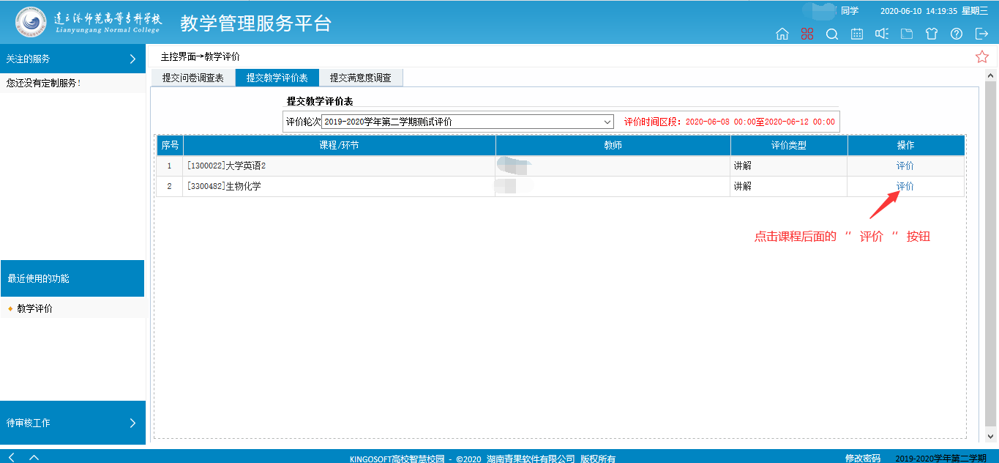 连云港师范高等专科学校
Lianyungang Normal College
教学管理服务平台
同学 2020-06-10 14:19:35 星期三
关注的服务
您还没有定制服务!
最近使用的功能
教学评价
待审核工作
主控界面→教学评价
提交问卷调查表 提交教学评价表 提交满意度调查
提交教学评价表
评价轮次 2019-2020学年第二学期测试评价 评价时间区段：2020-06-08 00:00至2020-06-12 00:00
序号 课程/环节 教师 评价类型 操作
1 [1300022]大学英语2 讲解 评价
2 [3300482]生物化学 讲解 评价
点击课程后面的 “ 评价 ” 按钮
KINGOSOFT高校智慧校园 - ©2020 湖南青果软件有限公司 版权所有 修改密码 2019-2020学年第二学期